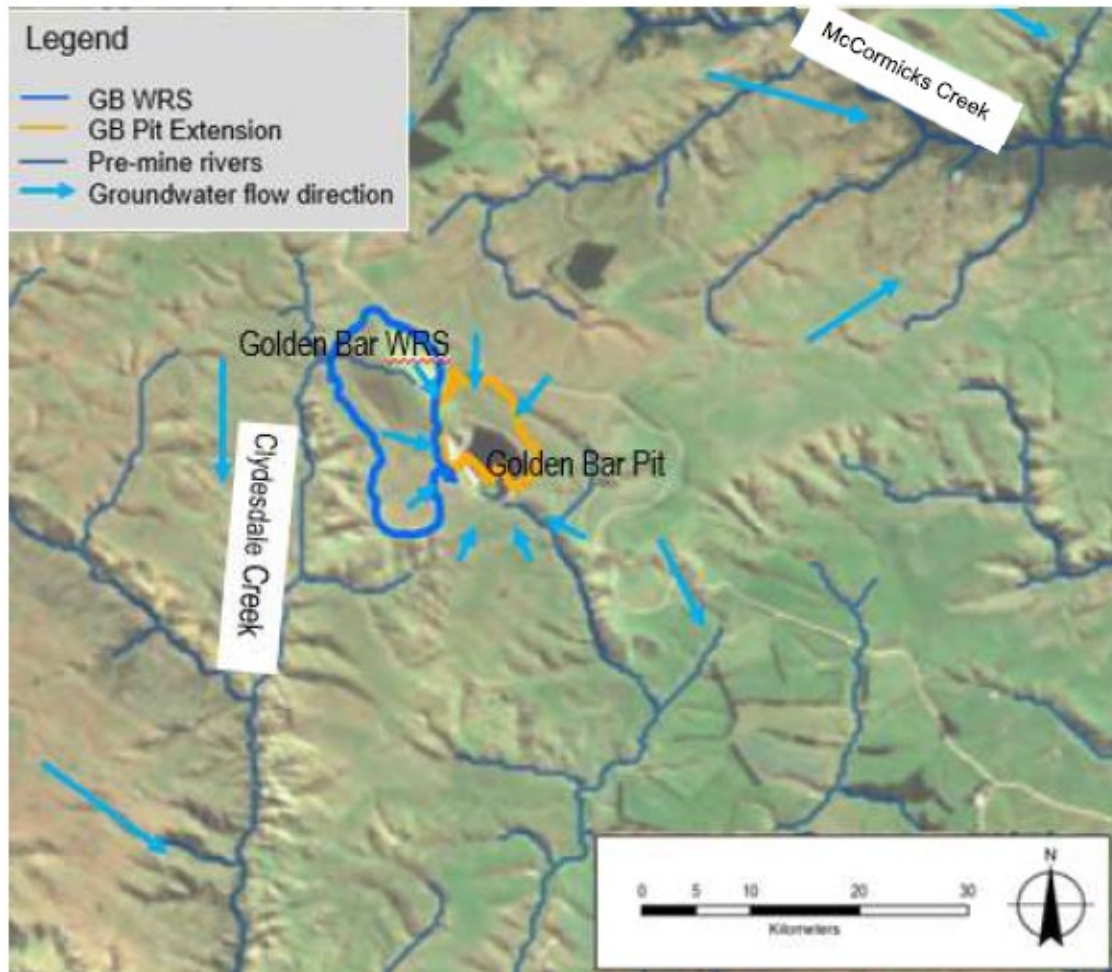 Legend
GB WRS
GB Pit Extension
Pre-mine rivers
Groundwater flow direction
McCormicks Creek
Golden Bar WRS
Golden Bar Pit
Clydesdale Creek
N
0 5 10 20 30
Kilometers